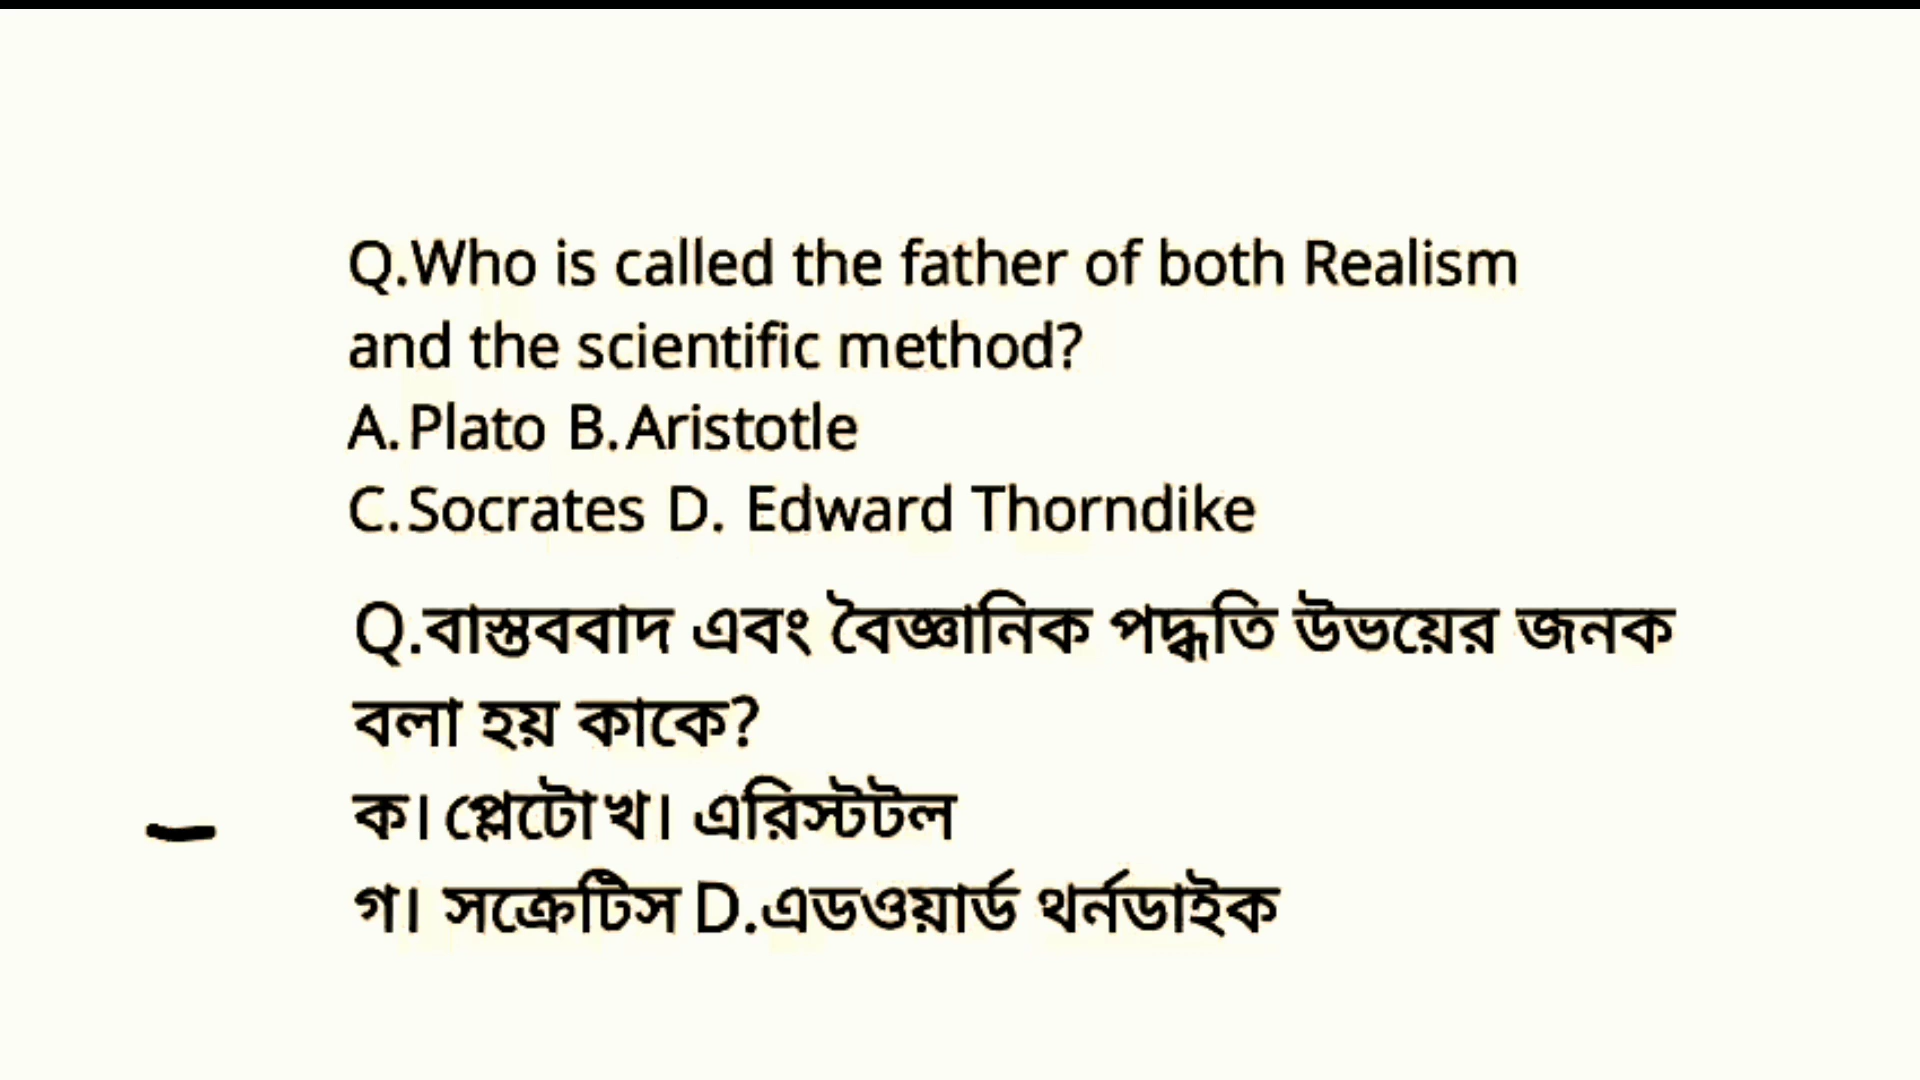 Q.Who is called the father of both Realism
and the scientific method?
A.Plato B.Aristotle
C.Socrates D. Edward Thorndike
Q.বাস্তববাদ এবং বৈজ্ঞানিক পদ্ধতি উভয়ের জনক
বলা হয় কাকে?
ক। প্লেটো খ। এরিস্টটল
গ। সক্রেটিস D.এডওয়ার্ড থর্নডাইক